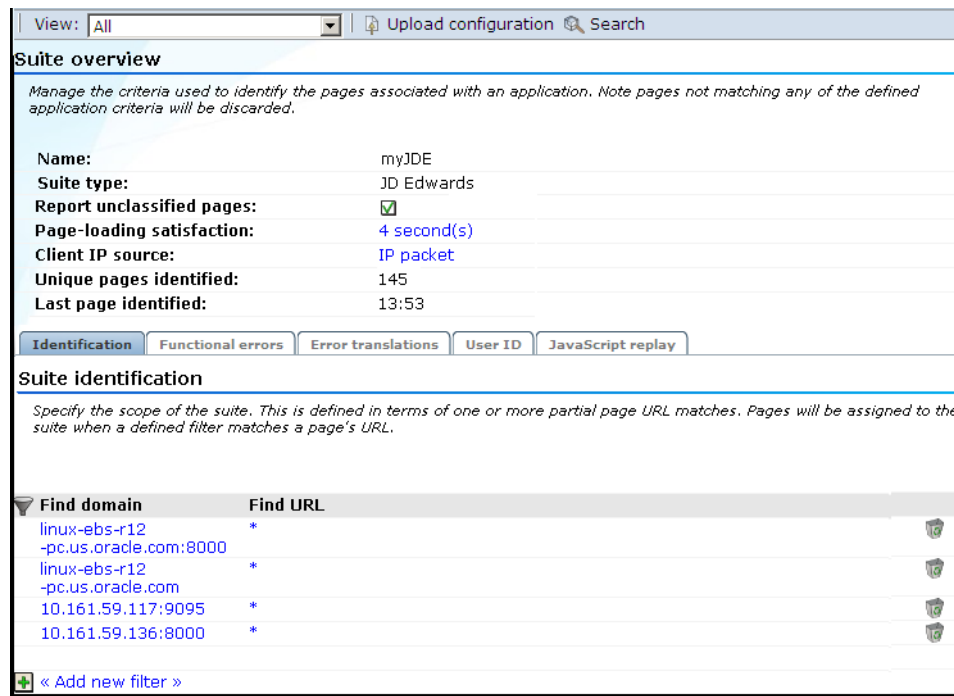 View: All Upload configuration Search
Suite overview
Manage the criteria used to identify the pages associated with an application. Note pages not matching any of the defined
application criteria will be discarded.
Name: myJDE
Suite type: JD Edwards
Report unclassified pages:
Page-loading satisfaction: 4 second(s)
Client IP source: IP packet
Unique pages identified: 145
Last page identified: 13:53
Identification Functional errors Error translations User ID JavaScript replay
Suite identification
Specify the scope of the suite. This is defined in terms of one or more partial page URL matches. Pages will be assigned to the
suite when a defined filter matches a page's URL.
Find domain Find URL
linux-ebs-r12 *
-pc.us.oracle.com:8000
linux-ebs-r12 *
-pc.us.oracle.com
10.161.59.117:9095 *
10.161.59.136:8000 *
« Add new filter »